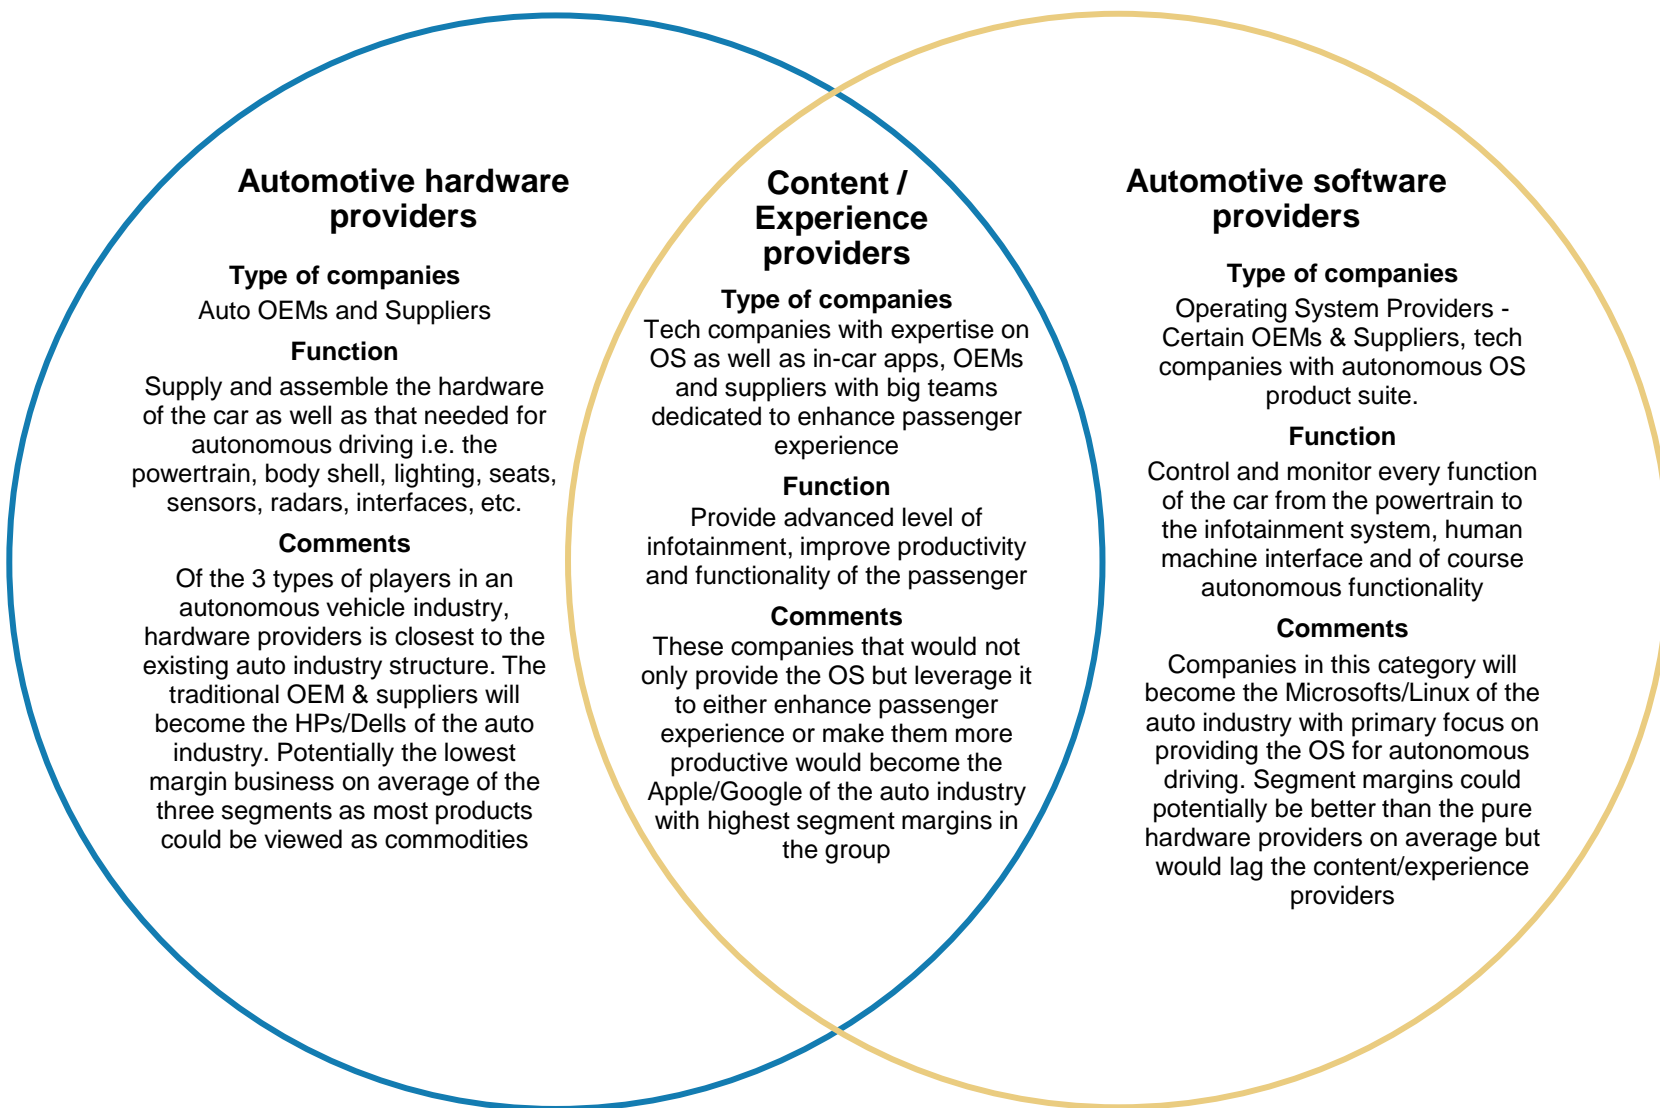 Automotive hardware
providers
Type of companies
Auto OEMs and Suppliers
Function
Supply and assemble the hardware
of the car as well as that needed for
autonomous driving i.e. the
powertrain, body shell, lighting, seats,
sensors, radars, interfaces, etc.
Comments
Of the 3 types of players in an
autonomous vehicle industry,
hardware providers is closest to the
existing auto industry structure. The
traditional OEM & suppliers will
become the HPs/Dells of the auto
industry. Potentially the lowest
margin business on average of the
three segments as most products
could be viewed as commodities
Content /
Experience
providers
Type of companies
Tech companies with expertise on
OS as well as in-car apps, OEMs
and suppliers with big teams
dedicated to enhance passenger
experience
Function
Provide advanced level of
infotainment, improve productivity
and functionality of the passenger
Comments
These companies that would not
only provide the OS but leverage it
to either enhance passenger
experience or make them more
productive would become the
Apple/Google of the auto industry
with highest segment margins in
the group
Automotive software
providers
Type of companies
Operating System Providers -
Certain OEMs & Suppliers, tech
companies with autonomous OS
product suite.
Function
Control and monitor every function
of the car from the powertrain to
the infotainment system, human
machine interface and of course
autonomous functionality
Comments
Companies in this category will
become the Microsofts/Linux of the
auto industry with primary focus on
providing the OS for autonomous
driving. Segment margins could
potentially be better than the pure
hardware providers on average but
would lag the content/experience
providers